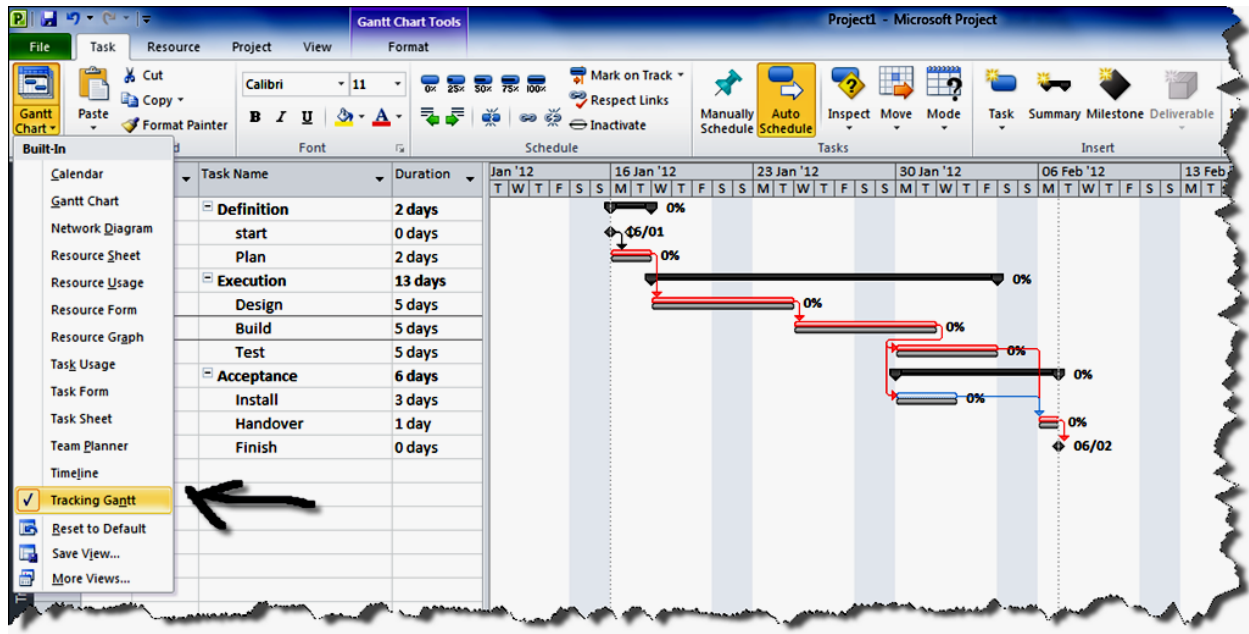 Gantt Chart Tools
Project1 - Microsoft Project
File Task Resource Project View Format
Cut
Copy
Format Painter
Paste
Gantt Chart
Calibri 11
B I U A
0% 25% 50% 75% 100%
Mark on Track
Respect Links
Inactivate
Manually Schedule
Auto Schedule
Inspect Move Mode
Task Summary Milestone Deliverable
Font Schedule Tasks Insert
Built-In
Calendar
Gantt Chart
Network Diagram
Resource Sheet
Resource Usage
Resource Form
Resource Graph
Task Usage
Task Form
Task Sheet
Team Planner
Timeline
Tracking Gantt
Reset to Default
Save View...
More Views...
Task Name Duration
Jan '12 16 Jan '12 23 Jan '12 30 Jan '12 06 Feb '12 13 Feb
T W T F S S M T W T F S S M T W T F S S M T W T F S S M T W T F S S M T
Definition 2 days 0%
start 0 days 16/01
Plan 2 days 0%
Execution 13 days 0%
Design 5 days 0%
Build 5 days 0%
Test 5 days 0%
Acceptance 6 days 0%
Install 3 days 0%
Handover 1 day 0%
Finish 0 days 06/02